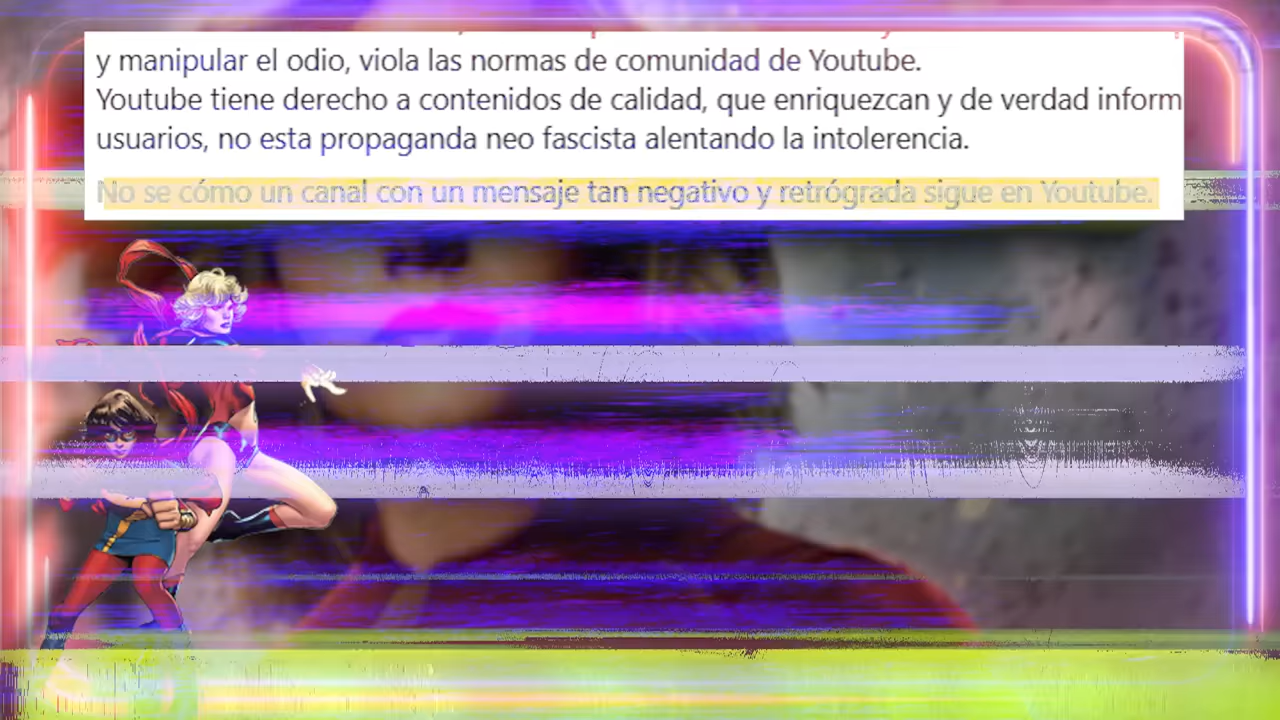 y manipular el odio, viola las normas de comunidad de Youtube.
Youtube tiene derecho a contenidos de calidad, que enriquezcan y de verdad inform
usuarios, no esta propaganda neo fascista alentando la intolerencia.
No se cómo un canal con un mensaje tan negativo y retrógrada sigue en Youtube.